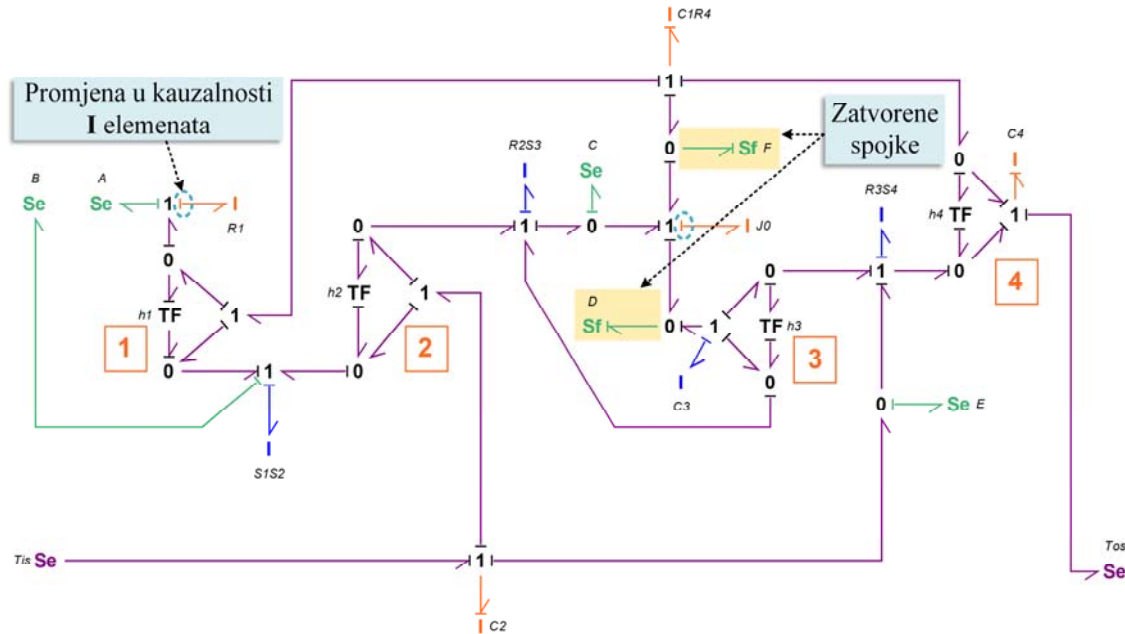 C1R4
I
1
Promjena u kauzalnosti
I elemenata
Zatvorene
spojke
R2S3
C
0
Sf
F
C4
I
B
A
I
Se
0
R3S4
Se
Se
1
I
I
h4
TF
1
R1
0
1
0
1
I
J0
0
0
1
0
4
h1
TF
1
h2
TF
1
D
Sf
0
1
TF
h3
1
2
3
0
1
0
I
0
C3
0
Se
E
I
S1S2
Tis
Se
1
Tos
Se
I
C2